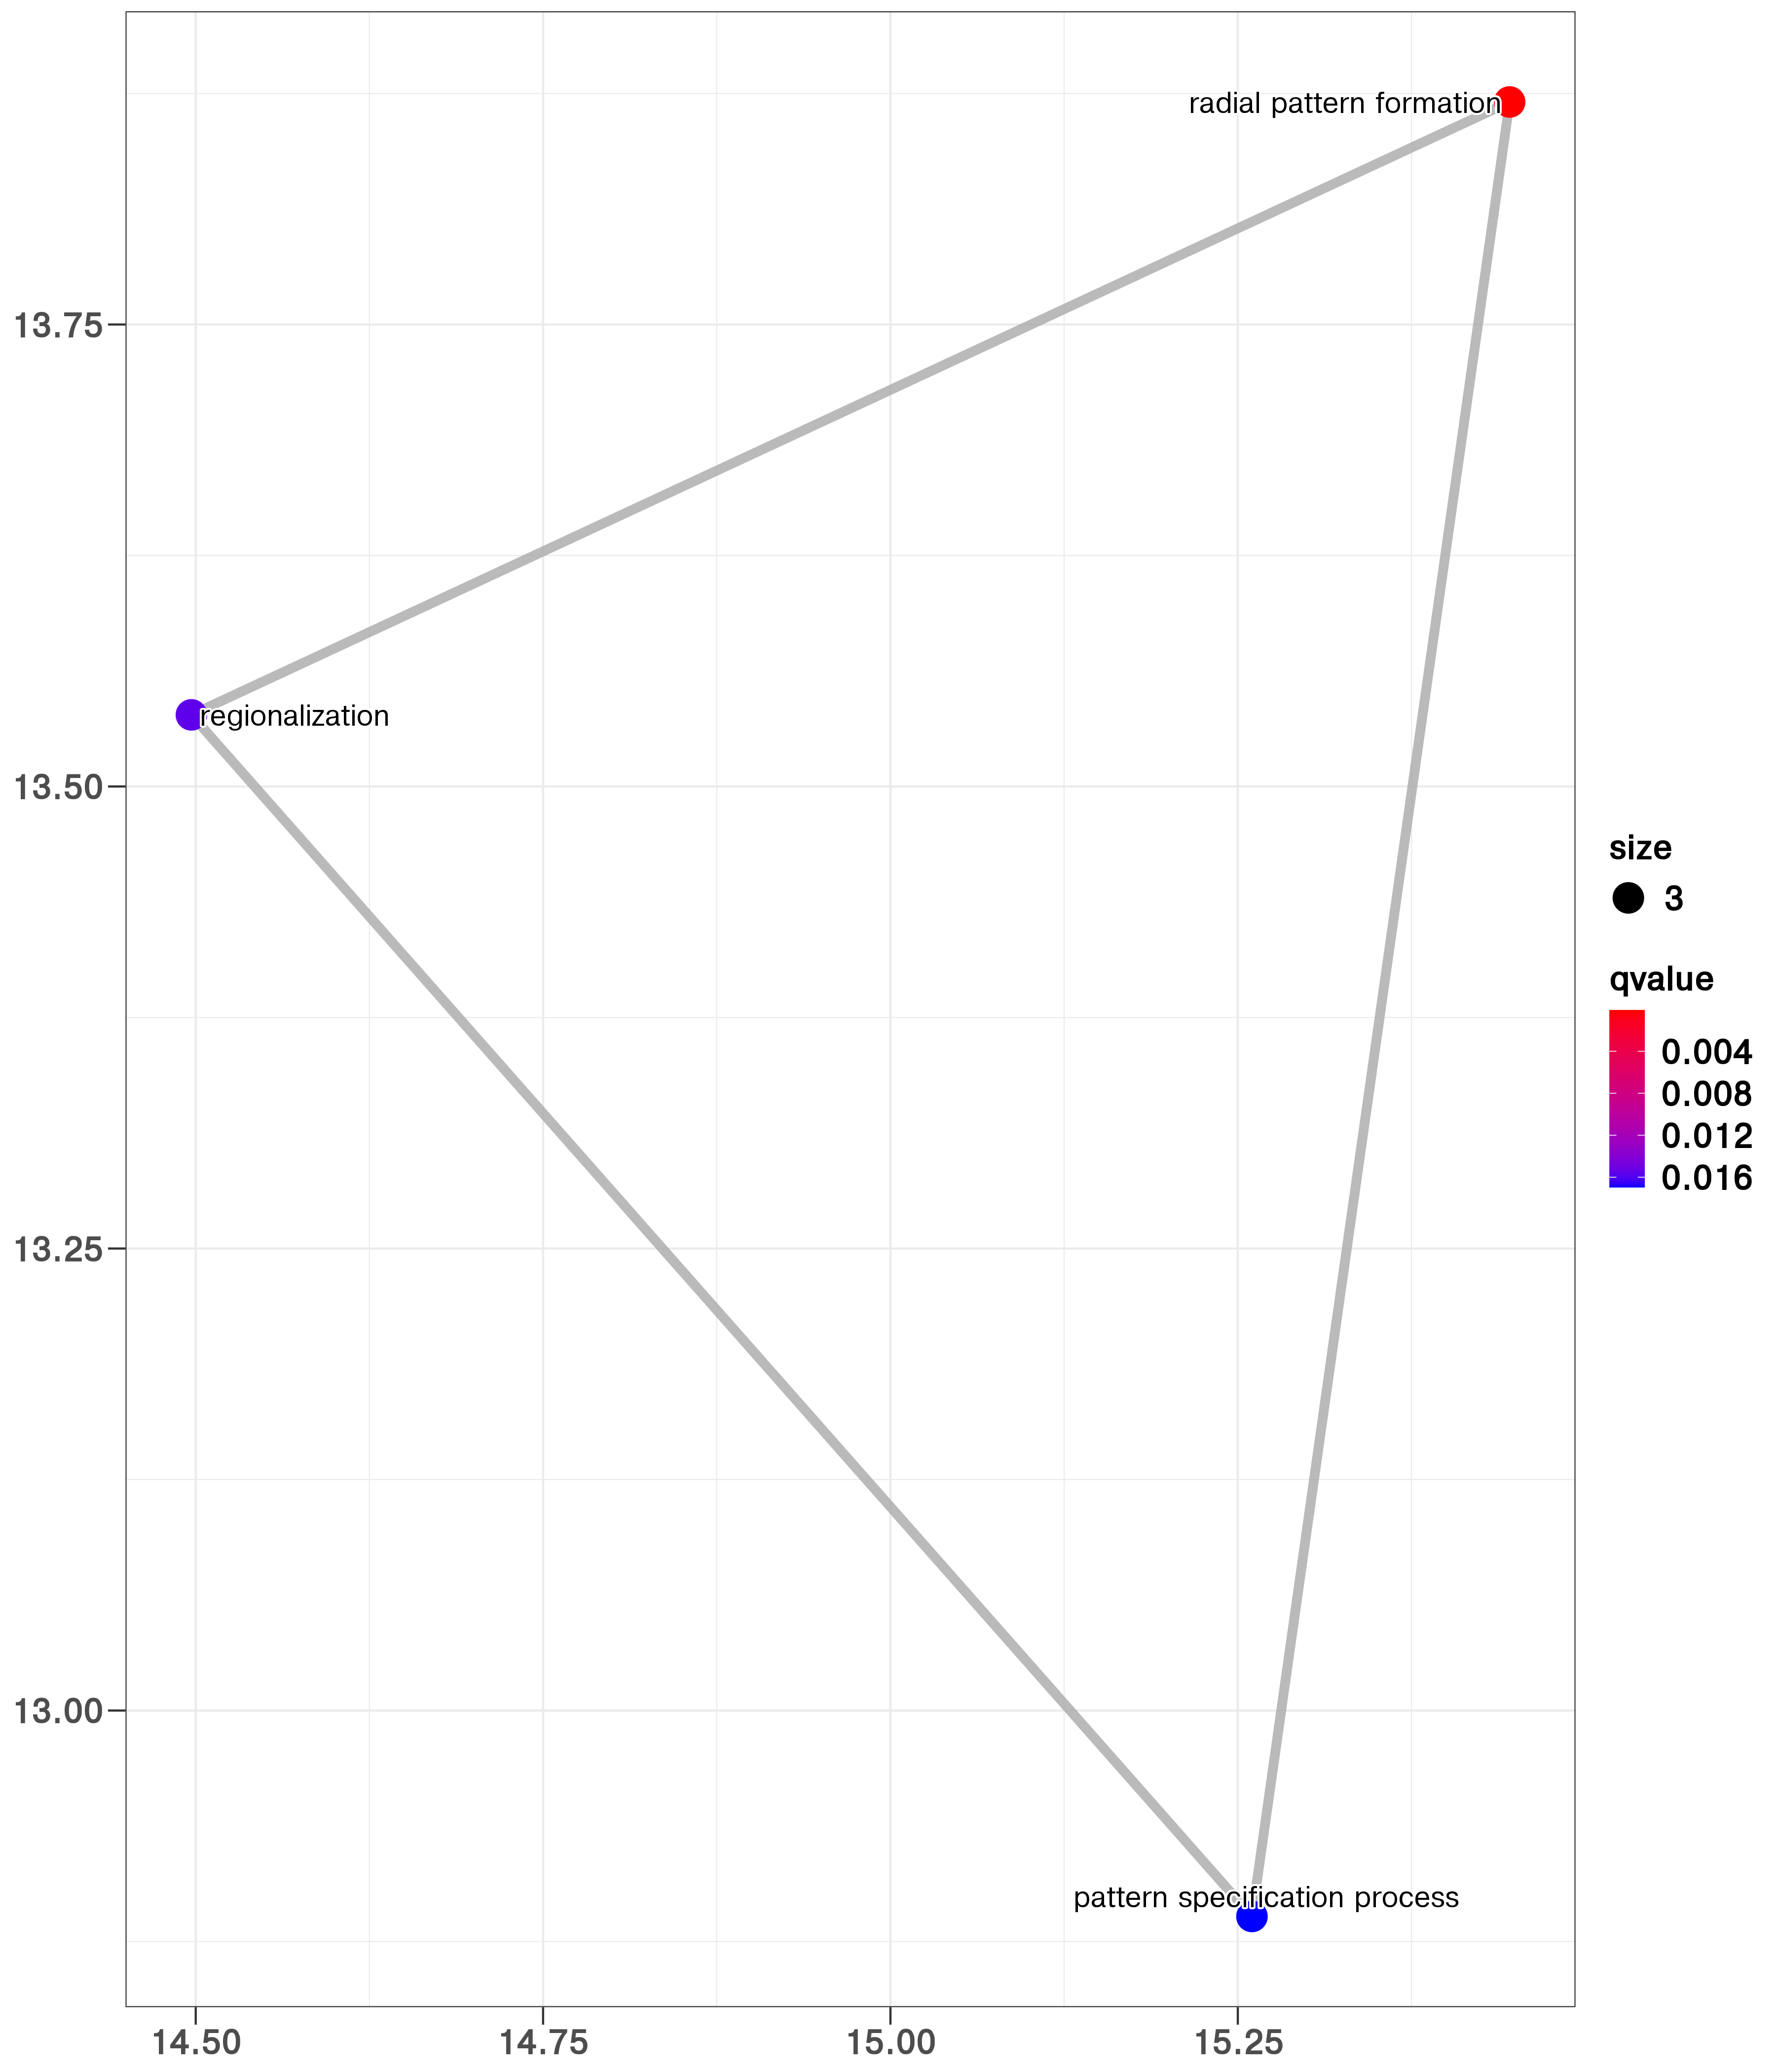 radial pattern formation
13.75
regionalization
13.50
size
3
qvalue
0.004
0.008
0.012
0.016
13.25
13.00
pattern specification process
14.50 14.75 15.00 15.25